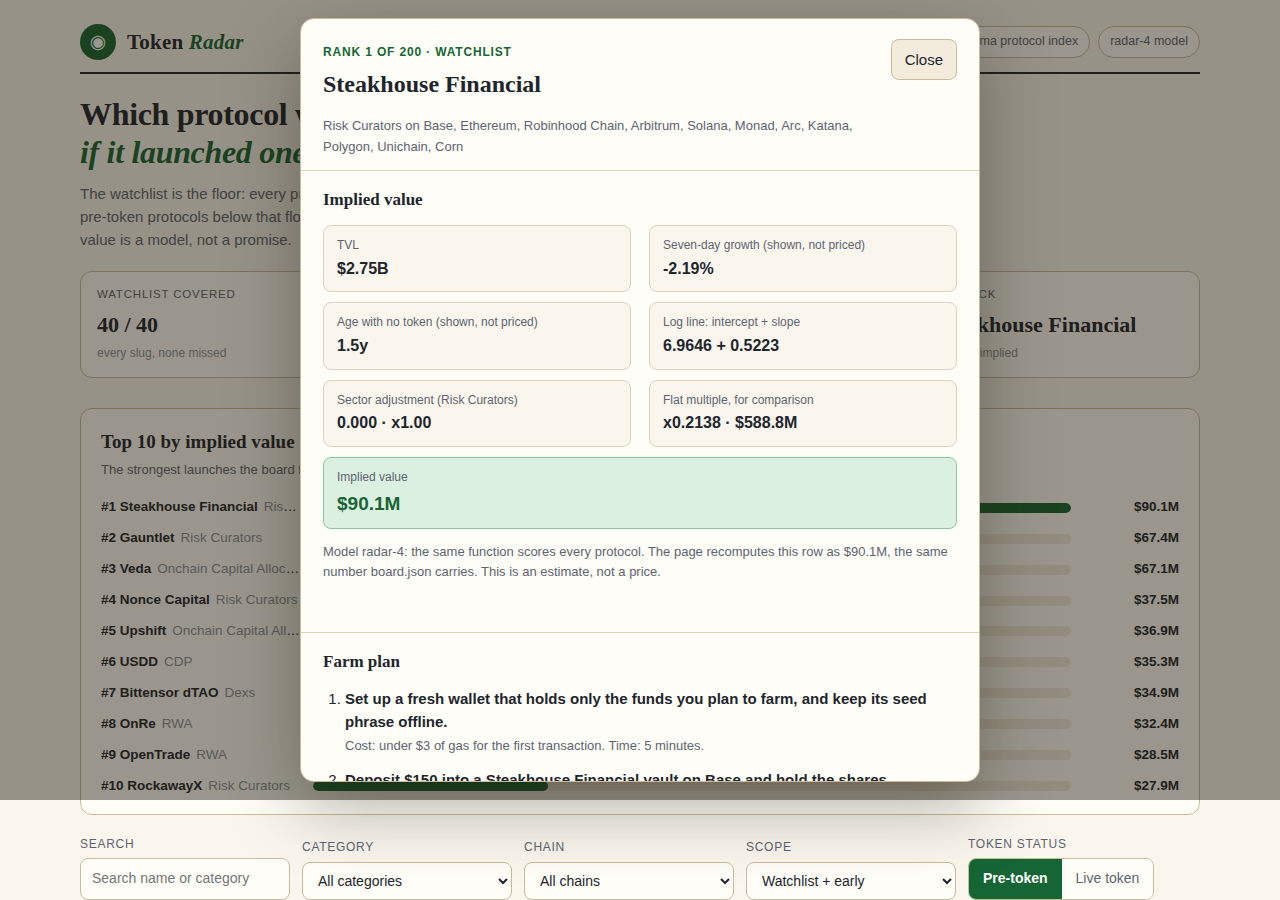 Token Radar
ma protocol index
radar-4 model
Which protocol
if it launched one
The watchlist is the floor: every
pre-token protocols below that flo
value is a model, not a promise.
WATCHLIST COVERED
40 / 40
every slug, none missed
CK
khouse Financial
implied
Top 10 by implied value
The strongest launches the board
#1 Steakhouse Financial Ris…
$90.1M
#2 Gauntlet Risk Curators
$67.4M
#3 Veda Onchain Capital Alloc…
$67.1M
#4 Nonce Capital Risk Curators
$37.5M
#5 Upshift Onchain Capital All…
$36.9M
#6 USDD CDP
$35.3M
#7 Bittensor dTAO Dexs
$34.9M
#8 OnRe RWA
$32.4M
#9 OpenTrade RWA
$28.5M
#10 RockawayX Risk Curators
$27.9M
RANK 1 OF 200 · WATCHLIST
Close
Steakhouse Financial
Risk Curators on Base, Ethereum, Robinhood Chain, Arbitrum, Solana, Monad, Arc, Katana,
Polygon, Unichain, Corn
Implied value
TVL
$2.75B
Seven-day growth (shown, not priced)
-2.19%
Age with no token (shown, not priced)
1.5y
Log line: intercept + slope
6.9646 + 0.5223
Sector adjustment (Risk Curators)
0.000 · x1.00
Flat multiple, for comparison
x0.2138 · $588.8M
Implied value
$90.1M
Model radar-4: the same function scores every protocol. The page recomputes this row as $90.1M, the same
number board.json carries. This is an estimate, not a price.
Farm plan
1. Set up a fresh wallet that holds only the funds you plan to farm, and keep its seed
phrase offline.
Cost: under $3 of gas for the first transaction. Time: 5 minutes.
2. Deposit $150 into a Steakhouse Financial vault on Base and hold the shares
SEARCH
Search name or category
CATEGORY
All categories
CHAIN
All chains
SCOPE
Watchlist + early
TOKEN STATUS
Pre-token
Live token